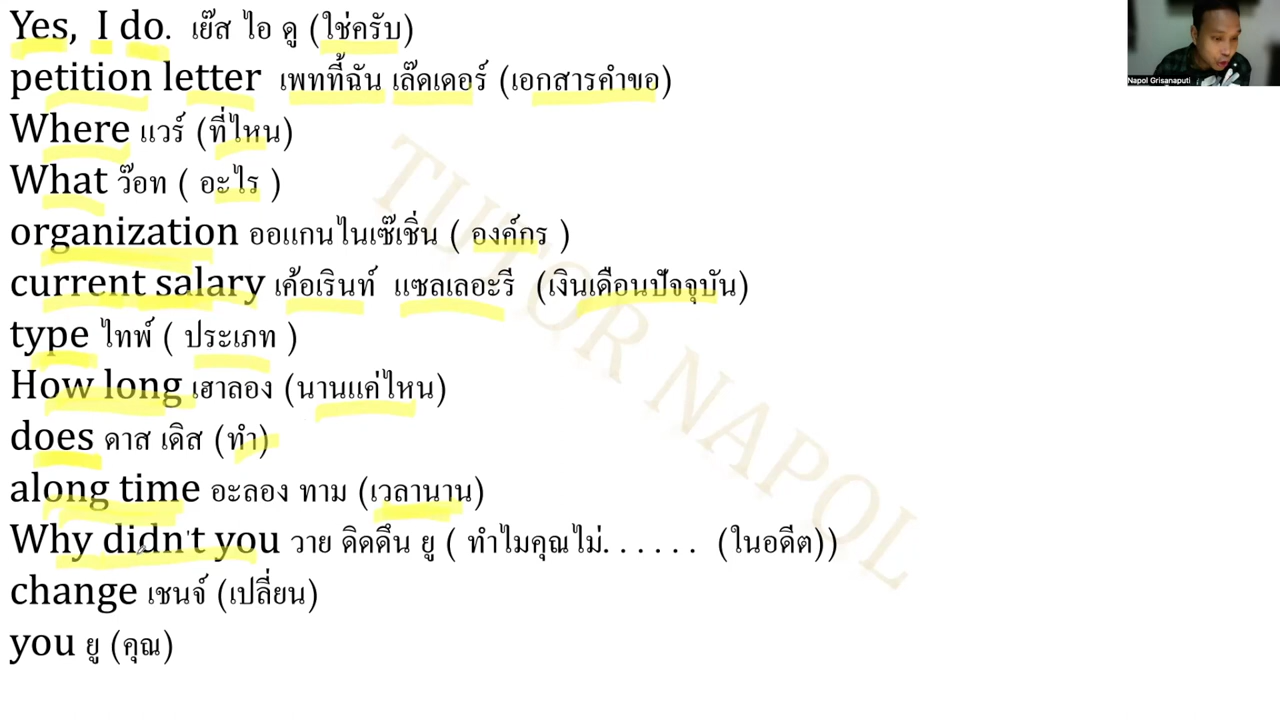 Yes, I do. เย๊ส ไอ ดู (ใช่ครับ)
petition letter เพททิ้ฉัน เล๊ดเดอร์ (เอกสารคำขอ)
Where แวร์ (ที่ไหน)
What ว๊อท ( อะไร )
organization ออแกนไนเซ๊เชิ่น ( องค์กร )
current salary เค้อเรินท์ แซลเลอะรี (เงินเดือนปัจจุบัน)
type ไทพ์ ( ประเภท )
How long เฮาลอง (นานแค่ไหน)
does ดาส เดิส (ทำ)
along time อะลอง ทาม (เวลานาน)
Why didn't you วาย ดิดดึน ยู ( ทำไมคุณไม่. . . . . . (ในอดีต))
change เชนจ์ (เปลี่ยน)
you ยู (คุณ)
TUTOR NAPOL
Napol Grisanaputi